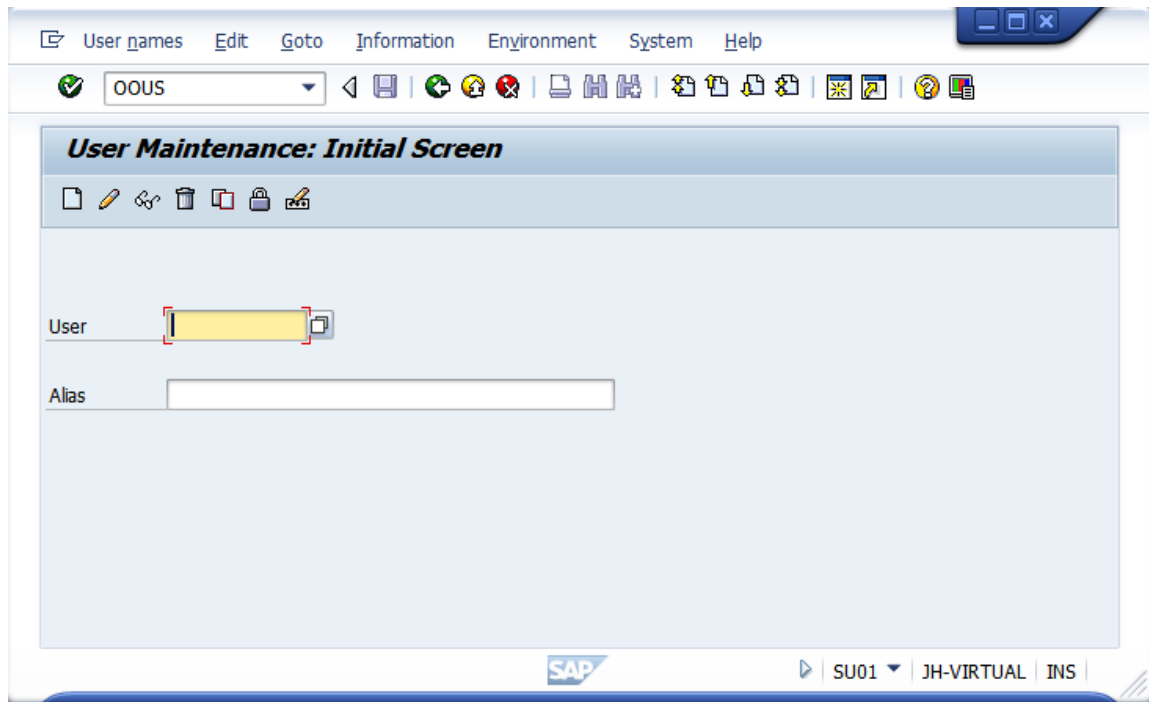 User names Edit Goto Information Environment System Help
OOUS
User Maintenance: Initial Screen
User
Alias
SAP
SU01 JH-VIRTUAL INS